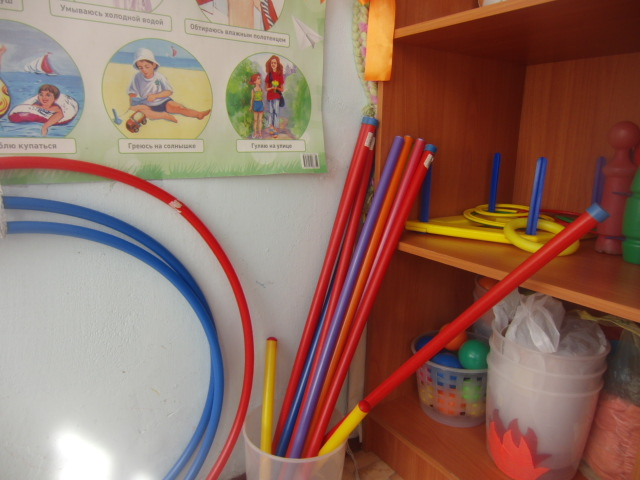 Умываюсь холодной водой
Обтираюсь влажным полотенцем
блю купаться
Греюсь на солнышке
Гуляю на улице